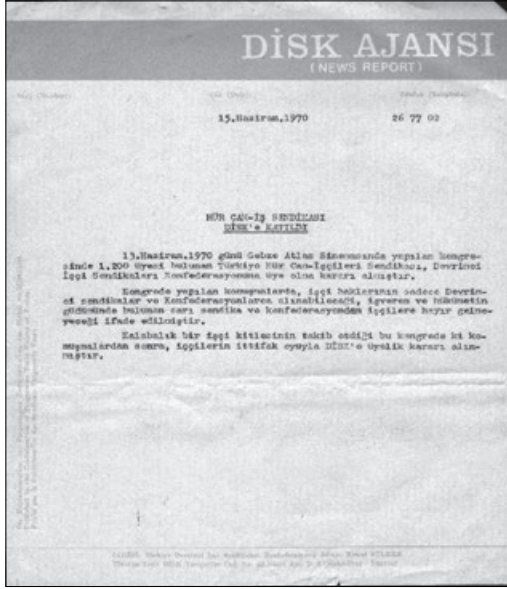 DİSK AJANSI
(NEWS REPORT)
15.Haziran.1970 26 77 02
HÜR CAM-İŞ SENDİKASI
DİSK'e KATILDI
13.Haziran.1970 günü Gebze Atlas Sinemasında yapılan kongre-
sinde 1.200 üyesi bulunan Türkiye Hür Cam-İşçileri Sendikası, Devrimci
İşçi Sendikaları Konfederasyonuna üye olma kararı almıştır.
Kongrede yapılan konuşmalarda, işçi haklarının sadece Devrim-
ci sendikalar ve Konfederasyonlarca alınabileceği, işveren ve hükümetin
güdümünde bulunan sarı sendika ve konfederasyondan işçilere hayır gelme-
yeceği ifade edilmiştir.
Kalabalık bir işçi kitlesinin takib ettiği bu kongrede ki ko-
nuşmalardan sonra, işçilerin ittifak oyuyla DİSK'e üyelik kararı alın-
mıştır.